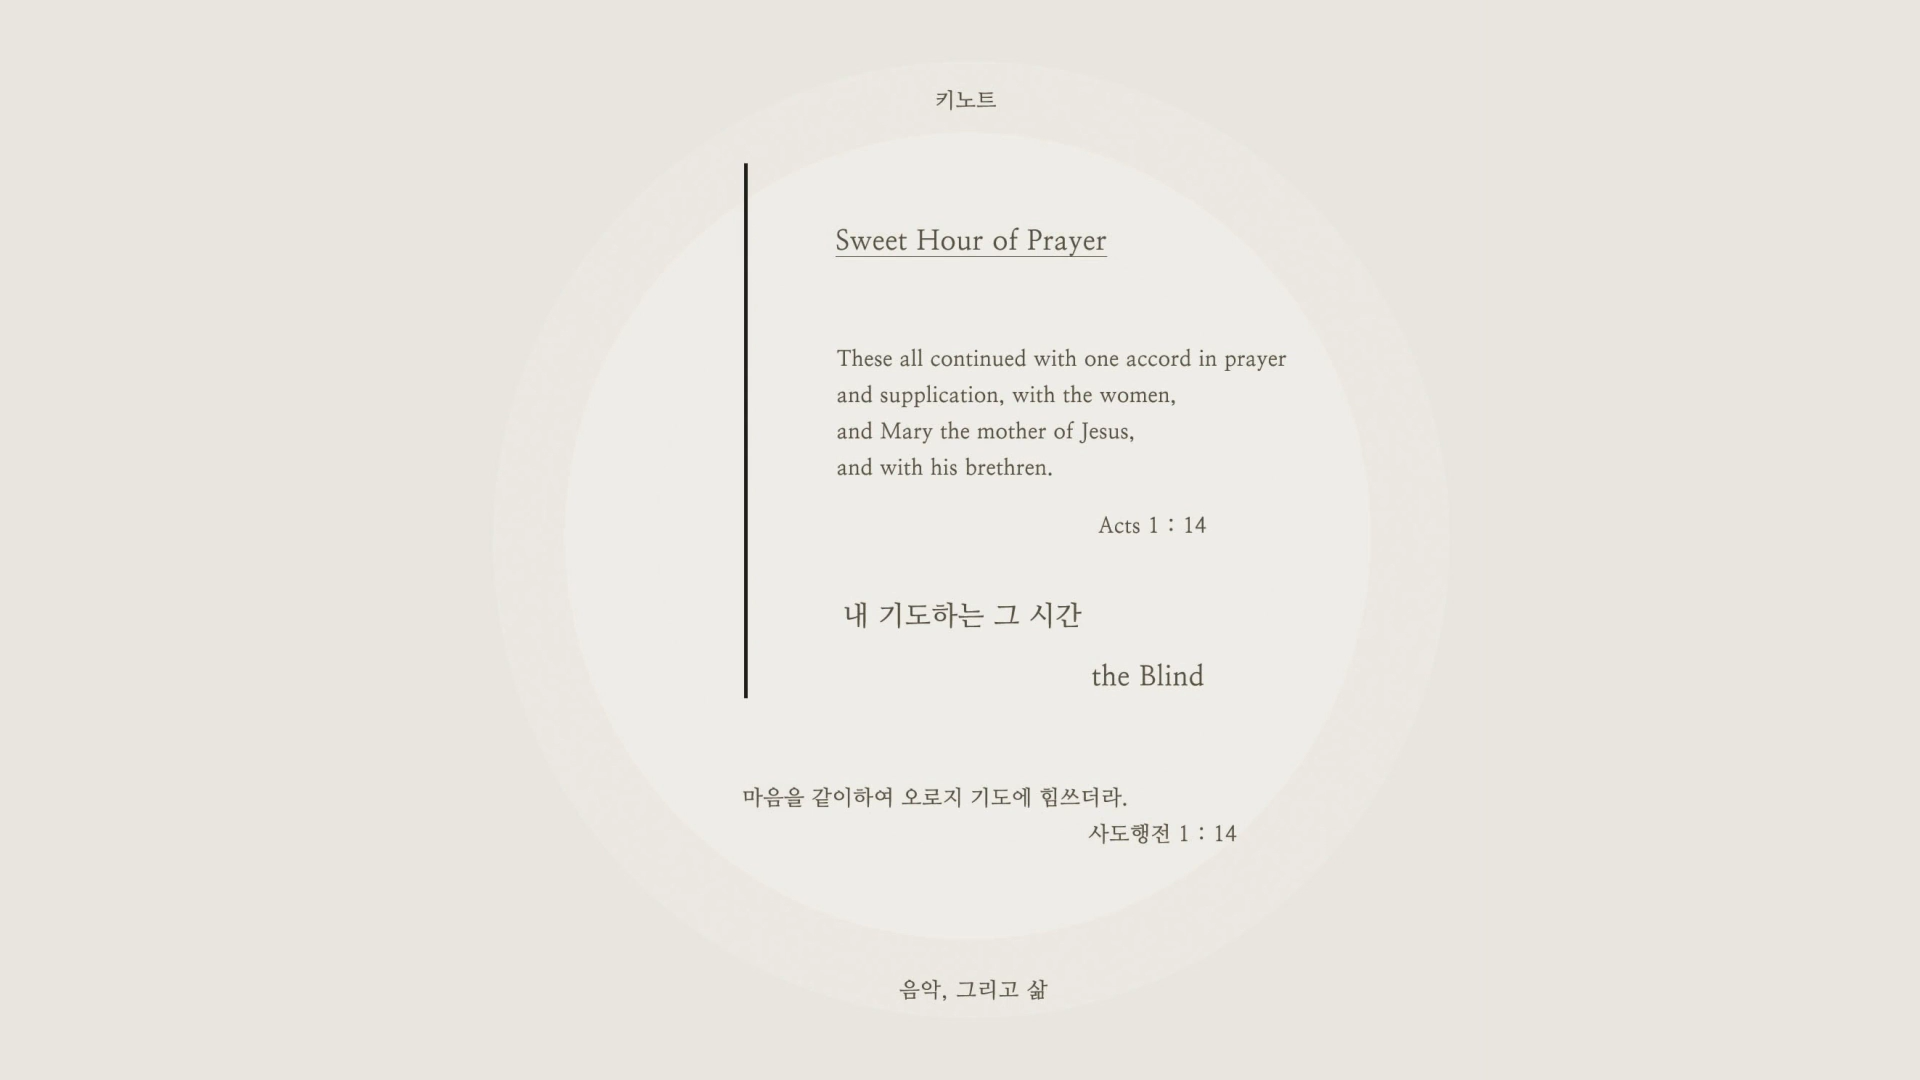 키노트
Sweet Hour of Prayer
These all continued with one accord in prayer
and supplication, with the women,
and Mary the mother of Jesus,
and with his brethren.
Acts 1 : 14
내 기도하는 그 시간
the Blind
마음을 같이하여 오로지 기도에 힘쓰더라.
사도행전 1 : 14
음악, 그리고 삶